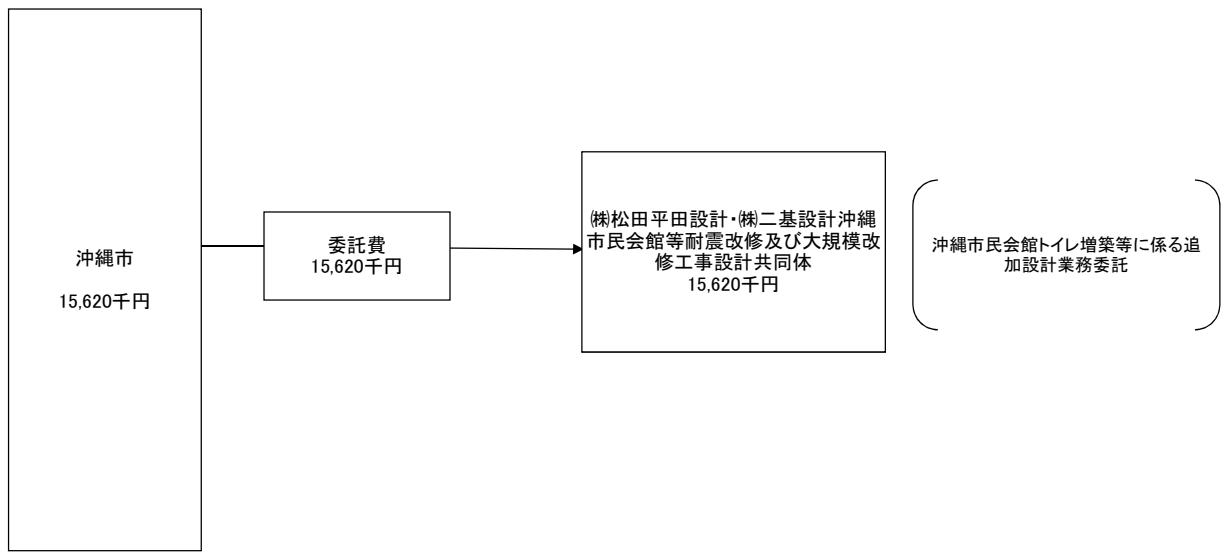 沖縄市
15,620千円
委託費
15,620千円
㈱松田平田設計・㈱二基設計沖縄
市民会館等耐震改修及び大規模改
修工事設計共同体
15,620千円
沖縄市民会館トイレ増築等に係る追
加設計業務委託